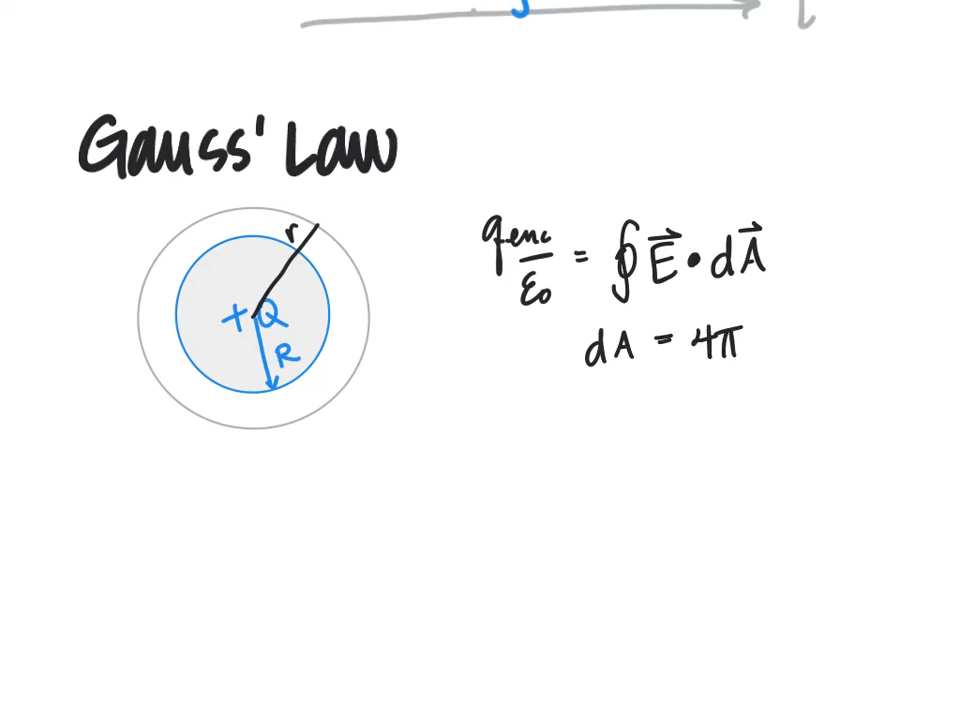 Gauss' Law
r
+Q
R
qenc/ε₀ = ∮ E⃗ • dA⃗
dA = 4π